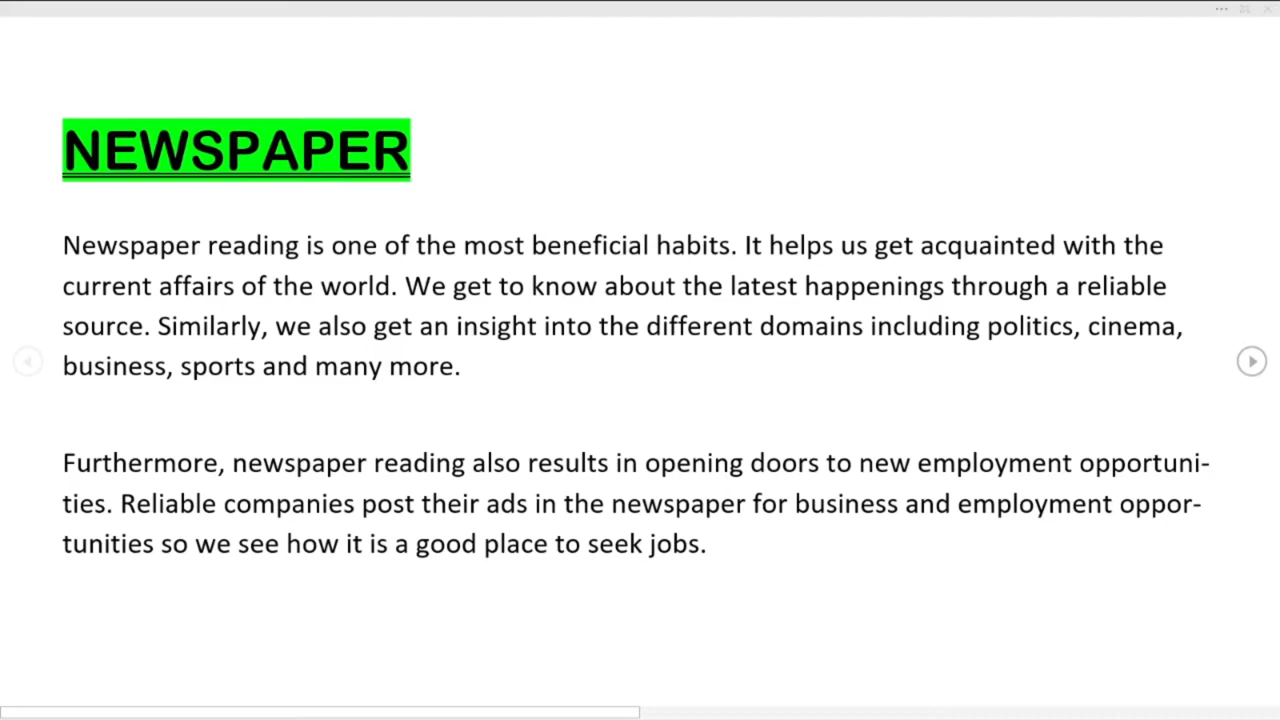 NEWSPAPER
Newspaper reading is one of the most beneficial habits. It helps us get acquainted with the
current affairs of the world. We get to know about the latest happenings through a reliable
source. Similarly, we also get an insight into the different domains including politics, cinema,
business, sports and many more.
Furthermore, newspaper reading also results in opening doors to new employment opportuni-
ties. Reliable companies post their ads in the newspaper for business and employment oppor-
tunities so we see how it is a good place to seek jobs.